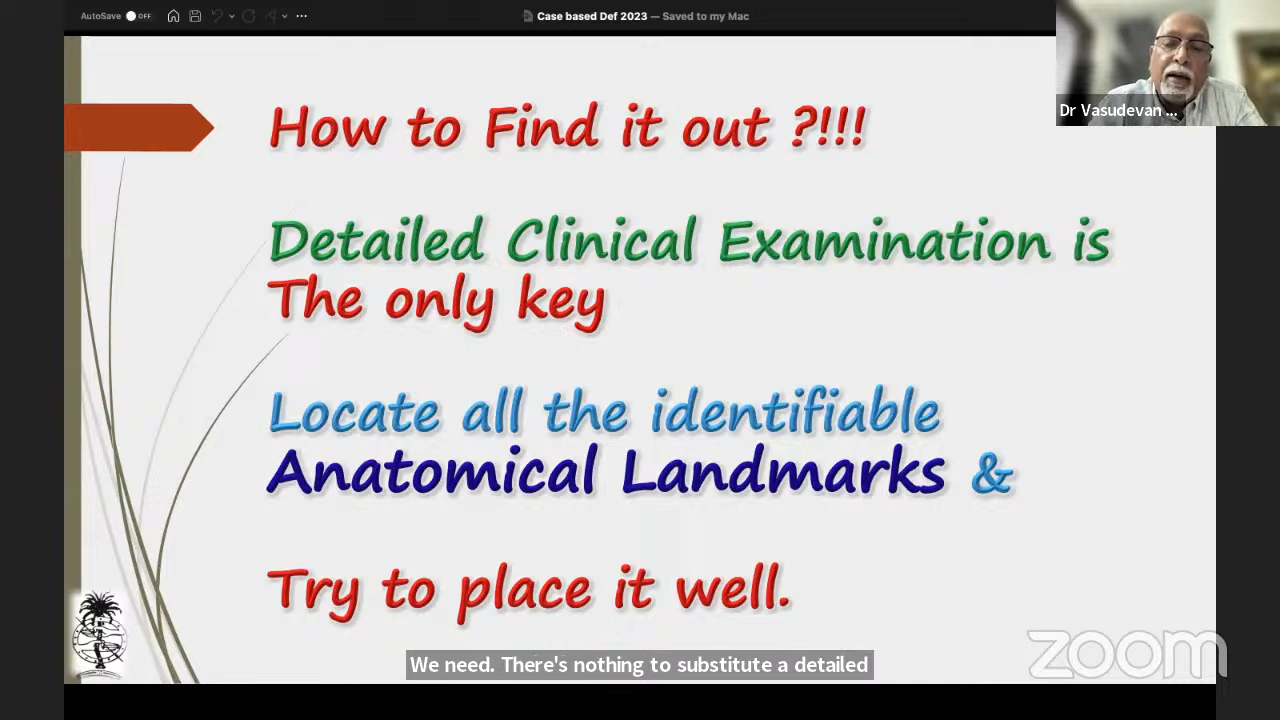 AutoSave OFF
Case based Def 2023 — Saved to my Mac
Dr Vasudevan ...
How to Find it out ?!!!
Detailed Clinical Examination is
The only key
Locate all the identifiable
Anatomical Landmarks &
Try to place it well.
We need. There's nothing to substitute a detailed
zoom